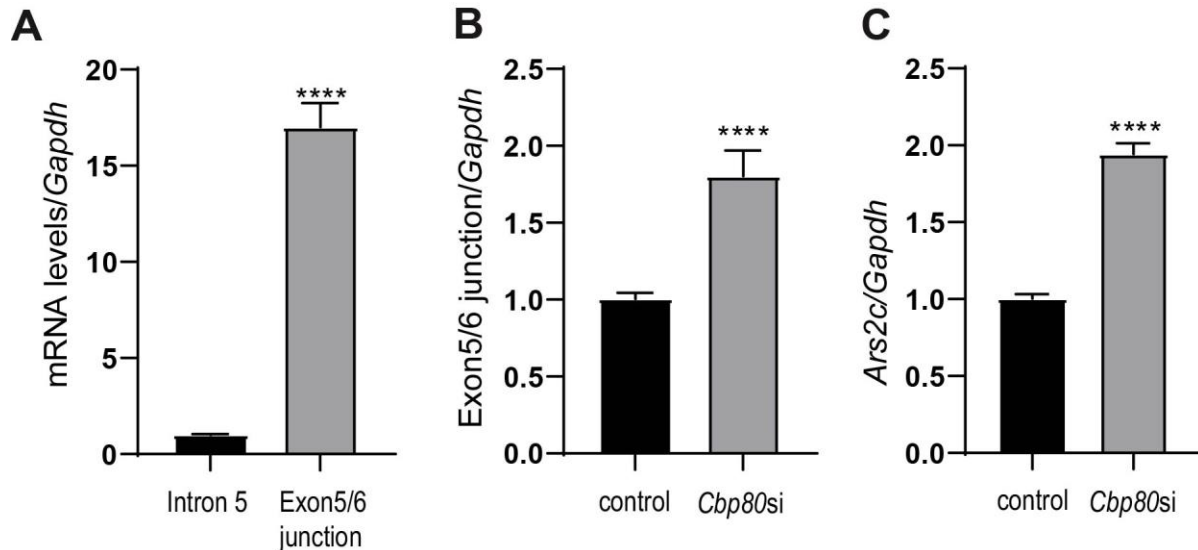 A
mRNA levels/Gapdh
20
15
10
5
0
****
Intron 5
Exon5/6
junction
B
Exon5/6 junction/Gapdh
2.5
2.0
1.5
1.0
0.5
0.0
****
control
Cbp80si
C
Ars2c/Gapdh
2.5
2.0
1.5
1.0
0.5
0.0
****
control
Cbp80si